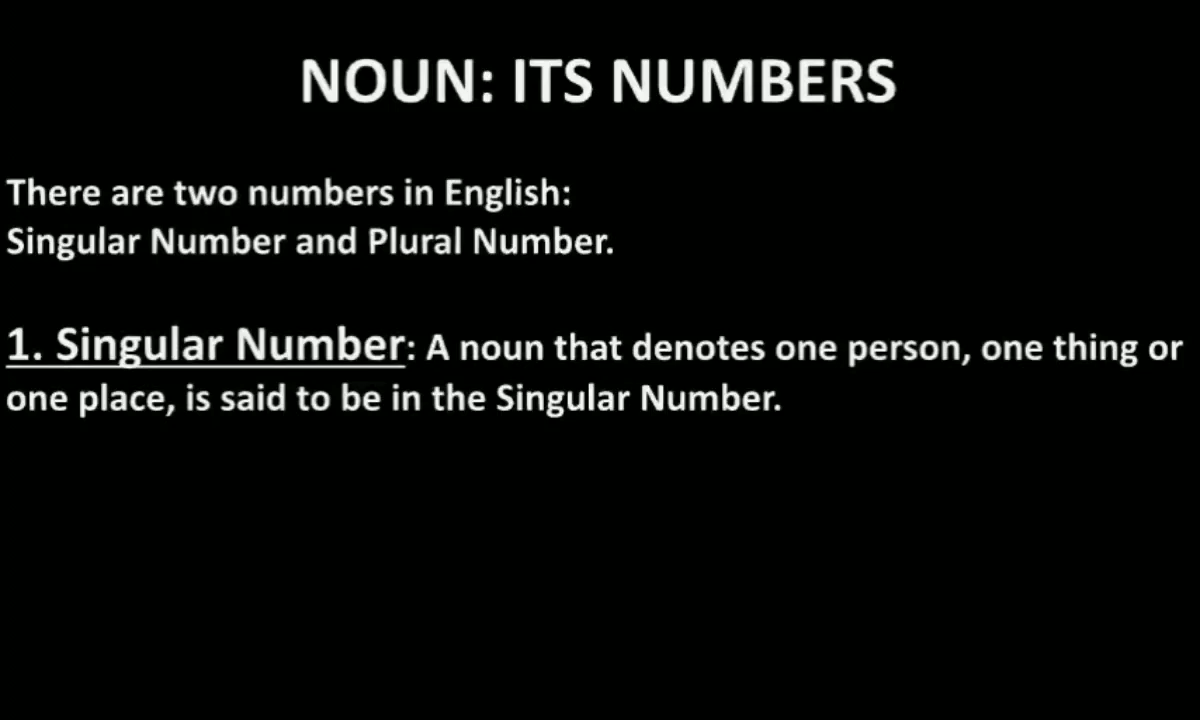 NOUN: ITS NUMBERS
There are two numbers in English:
Singular Number and Plural Number.
1. Singular Number: A noun that denotes one person, one thing or
one place, is said to be in the Singular Number.